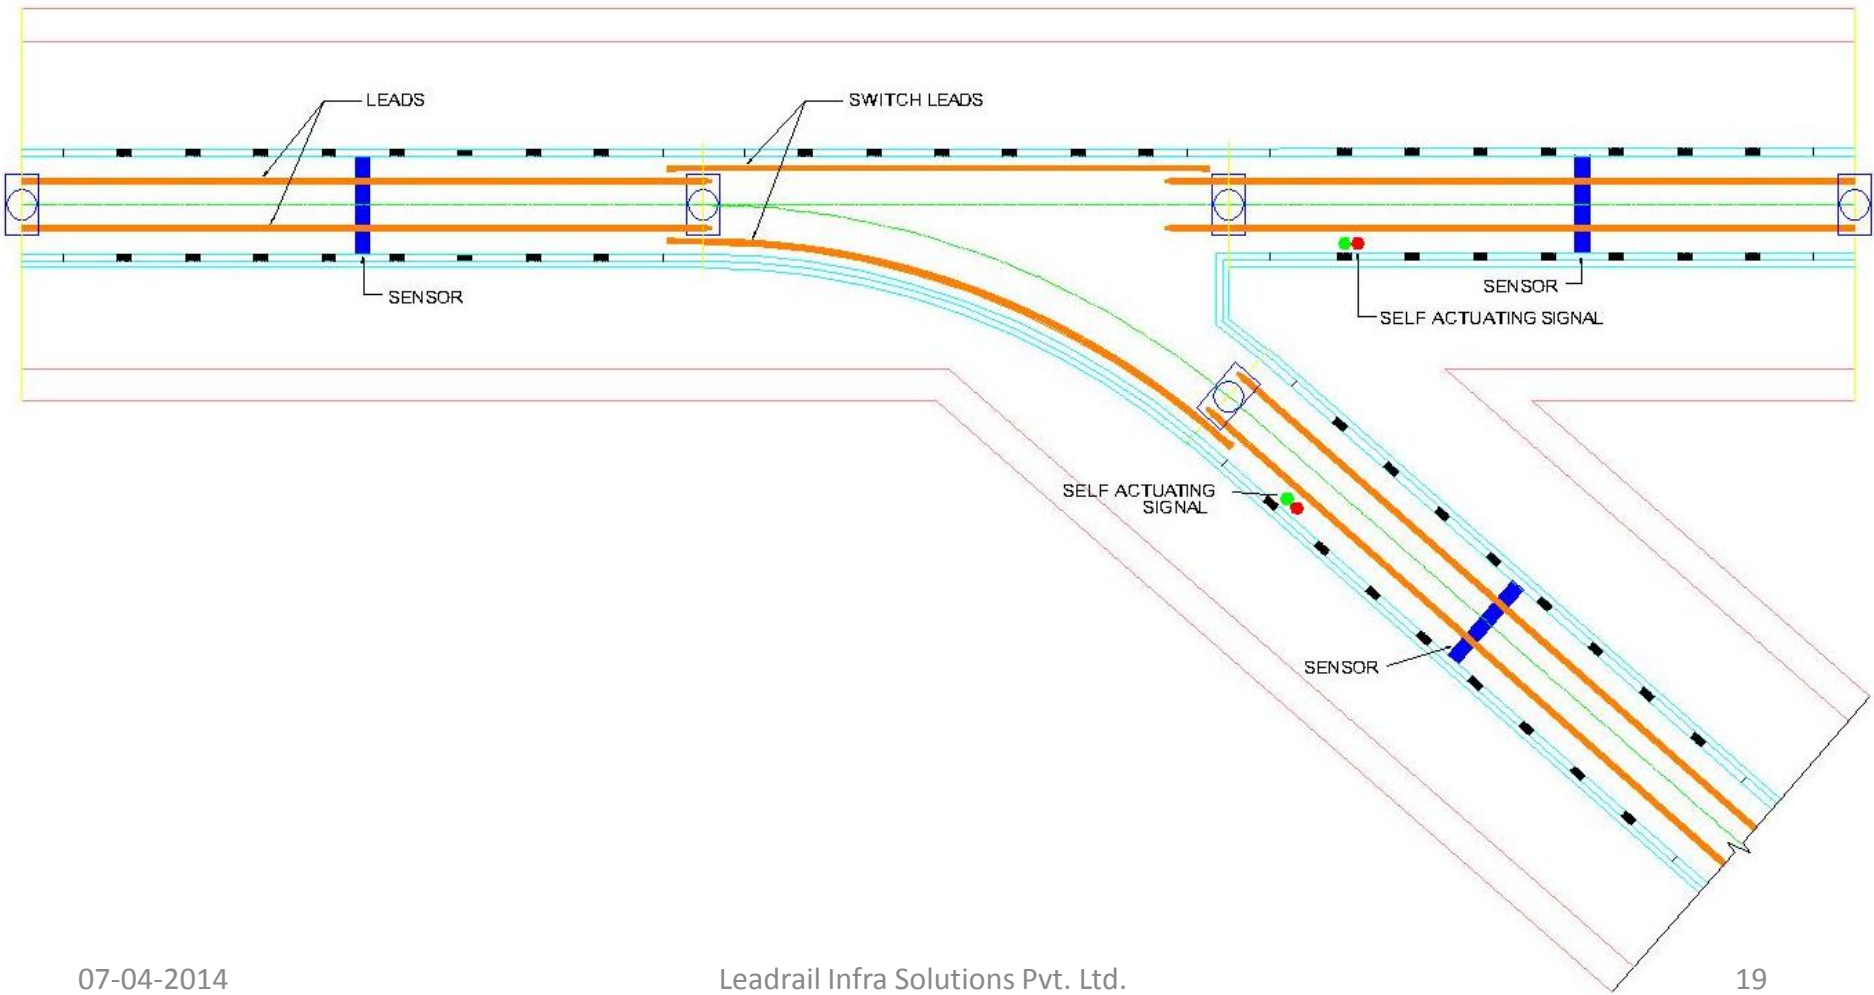 LEADS
SWITCH LEADS
SENSOR
SENSOR
SELF ACTUATING SIGNAL
SELF ACTUATING
SIGNAL
SENSOR
07-04-2014
Leadrail Infra Solutions Pvt. Ltd.
19